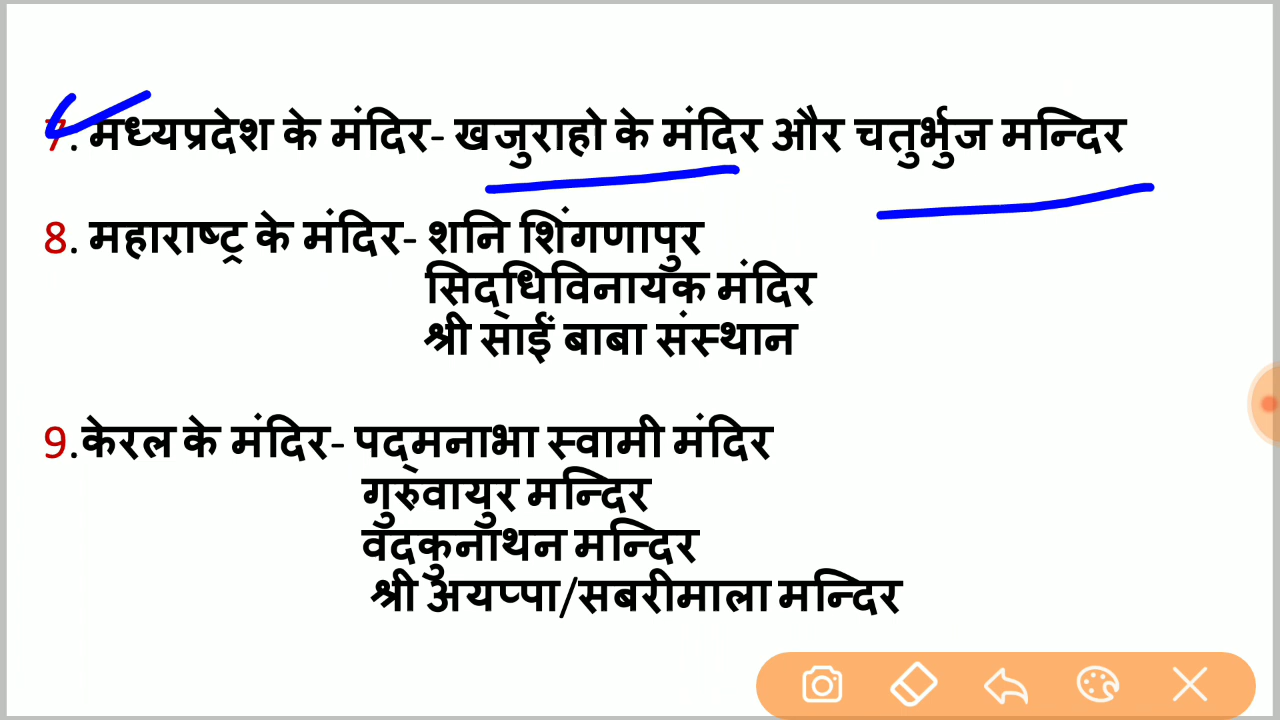 7. मध्यप्रदेश के मंदिर- खजुराहो के मंदिर और चतुर्भुज मन्दिर
8. महाराष्ट्र के मंदिर- शनि शिंगणापुर
सिद्धिविनायक मंदिर
श्री साईं बाबा संस्थान
9.केरल के मंदिर- पद्मनाभा स्वामी मंदिर
गुरुवायुर मन्दिर
वदकुनाथन मन्दिर
श्री अयप्पा/सबरीमाला मन्दिर